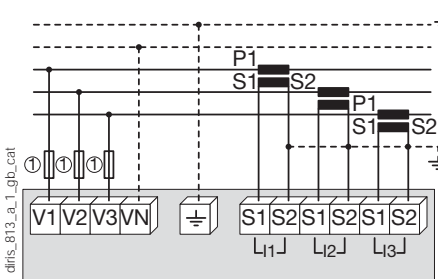 P1
S1 S2
P1
S1 S2
① ① ①
V1 V2 V3 VN S1 S2 S1 S2 S1 S2
I1 I2 I3
diris_813_a_1_gb_cat